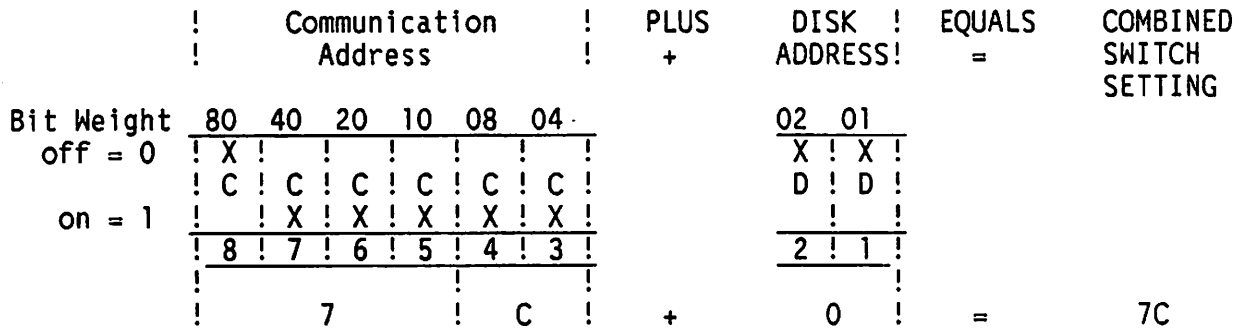 ! Communication ! PLUS DISK ! EQUALS COMBINED
! Address ! + ADDRESS! = SWITCH
SETTING
Bit Weight 80 40 20 10 08 04 02 01
off = 0 ! X ! ! ! ! ! ! X ! X !
! C ! C ! C ! C ! C ! C ! D ! D !
on = 1 ! ! X ! X ! X ! X ! X ! ! !
! 8 ! 7 ! 6 ! 5 ! 4 ! 3 ! 2 ! 1 !
! ! ! !
! 7 ! C ! + 0 ! = 7C